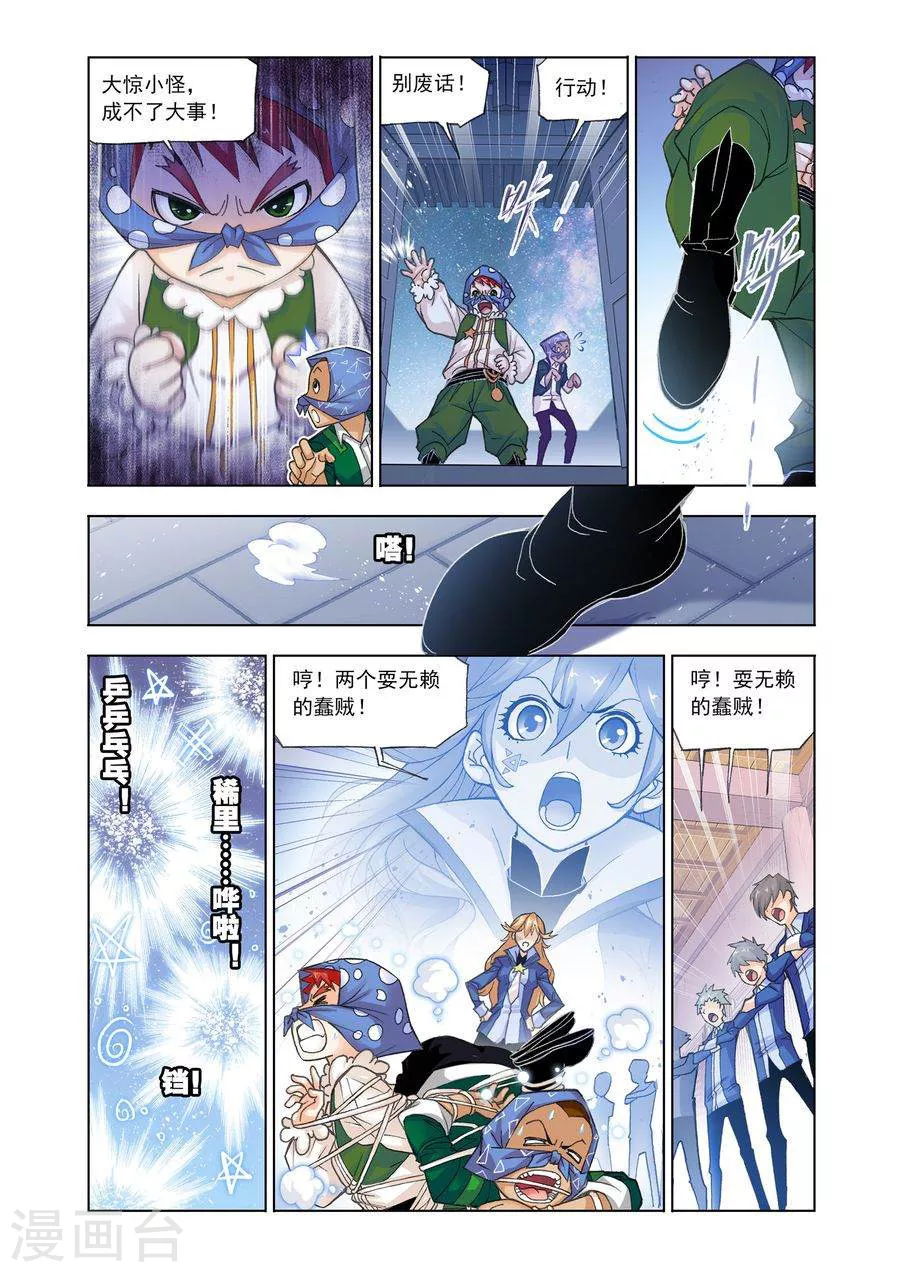 大惊小怪，
成不了大事！
别废话！
行动！
咔！
呼
嗒！
乒乒乓乓！
稀里……哗啦！
铛！
哼！两个耍无赖
的蠢贼！
哼！耍无赖
的蠢贼！
漫画台